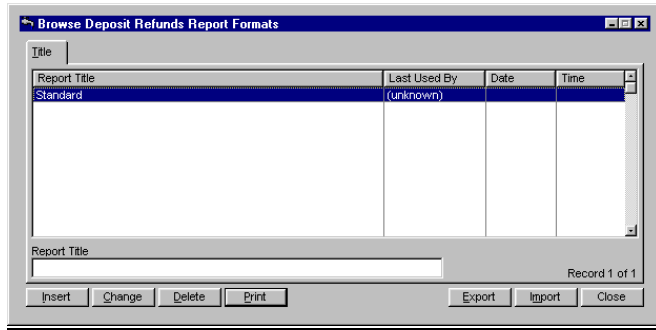 Browse Deposit Refunds Report Formats
Title
Report Title Last Used By Date Time
Standard (unknown)
Report Title
Record 1 of 1
Insert Change Delete Print Export Import Close